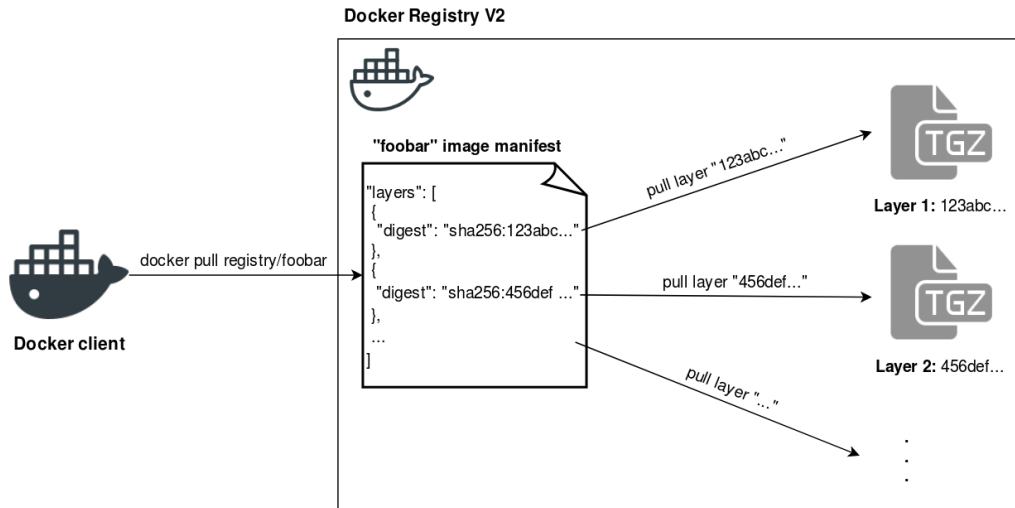 Docker Registry V2
"foobar" image manifest
"layers": [
{
"digest": "sha256:123abc..."
},
{
"digest": "sha256:456def ..."
},
...
]
docker pull registry/foobar
Docker client
pull layer "123abc..."
pull layer "456def..."
pull layer "..."
TGZ
Layer 1: 123abc...
TGZ
Layer 2: 456def...
.
.
.